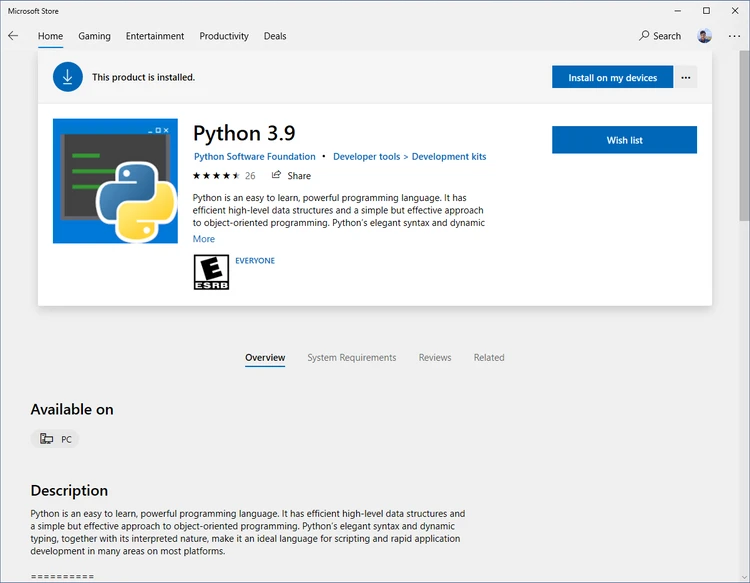 Microsoft Store
Home Gaming Entertainment Productivity Deals Search
This product is installed. Install on my devices
Python 3.9
Wish list
Python Software Foundation • Developer tools > Development kits
26 Share
Python is an easy to learn, powerful programming language. It has
efficient high-level data structures and a simple but effective approach
to object-oriented programming. Python's elegant syntax and dynamic
More
E
ESRB
EVERYONE
Overview System Requirements Reviews Related
Available on
PC
Description
Python is an easy to learn, powerful programming language. It has efficient high-level data structures and
a simple but effective approach to object-oriented programming. Python's elegant syntax and dynamic
typing, together with its interpreted nature, make it an ideal language for scripting and rapid application
development in many areas on most platforms.
==========